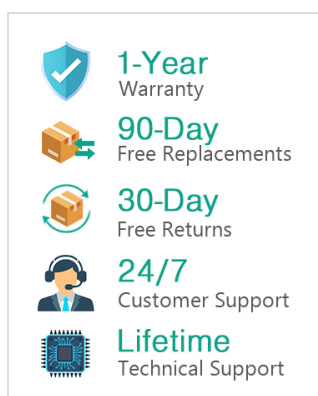 1-Year
Warranty
90-Day
Free Replacements
30-Day
Free Returns
24/7
Customer Support
Lifetime
Technical Support